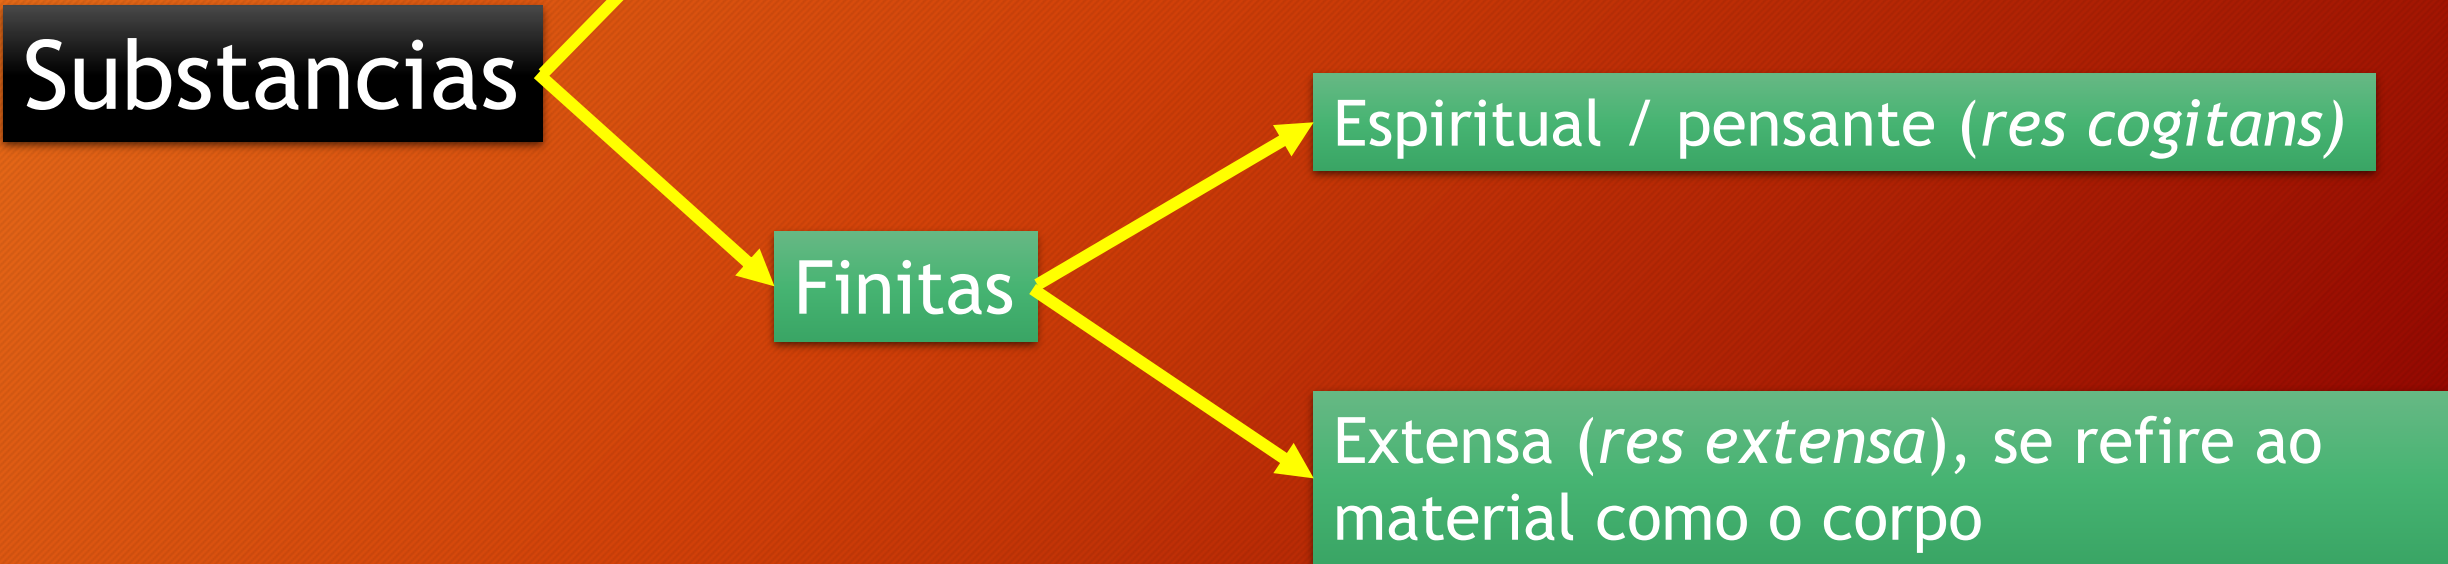 Substancias
Espiritual / pensante (res cogitans)
Finitas
Extensa (res extensa), se refire ao
material como o corpo